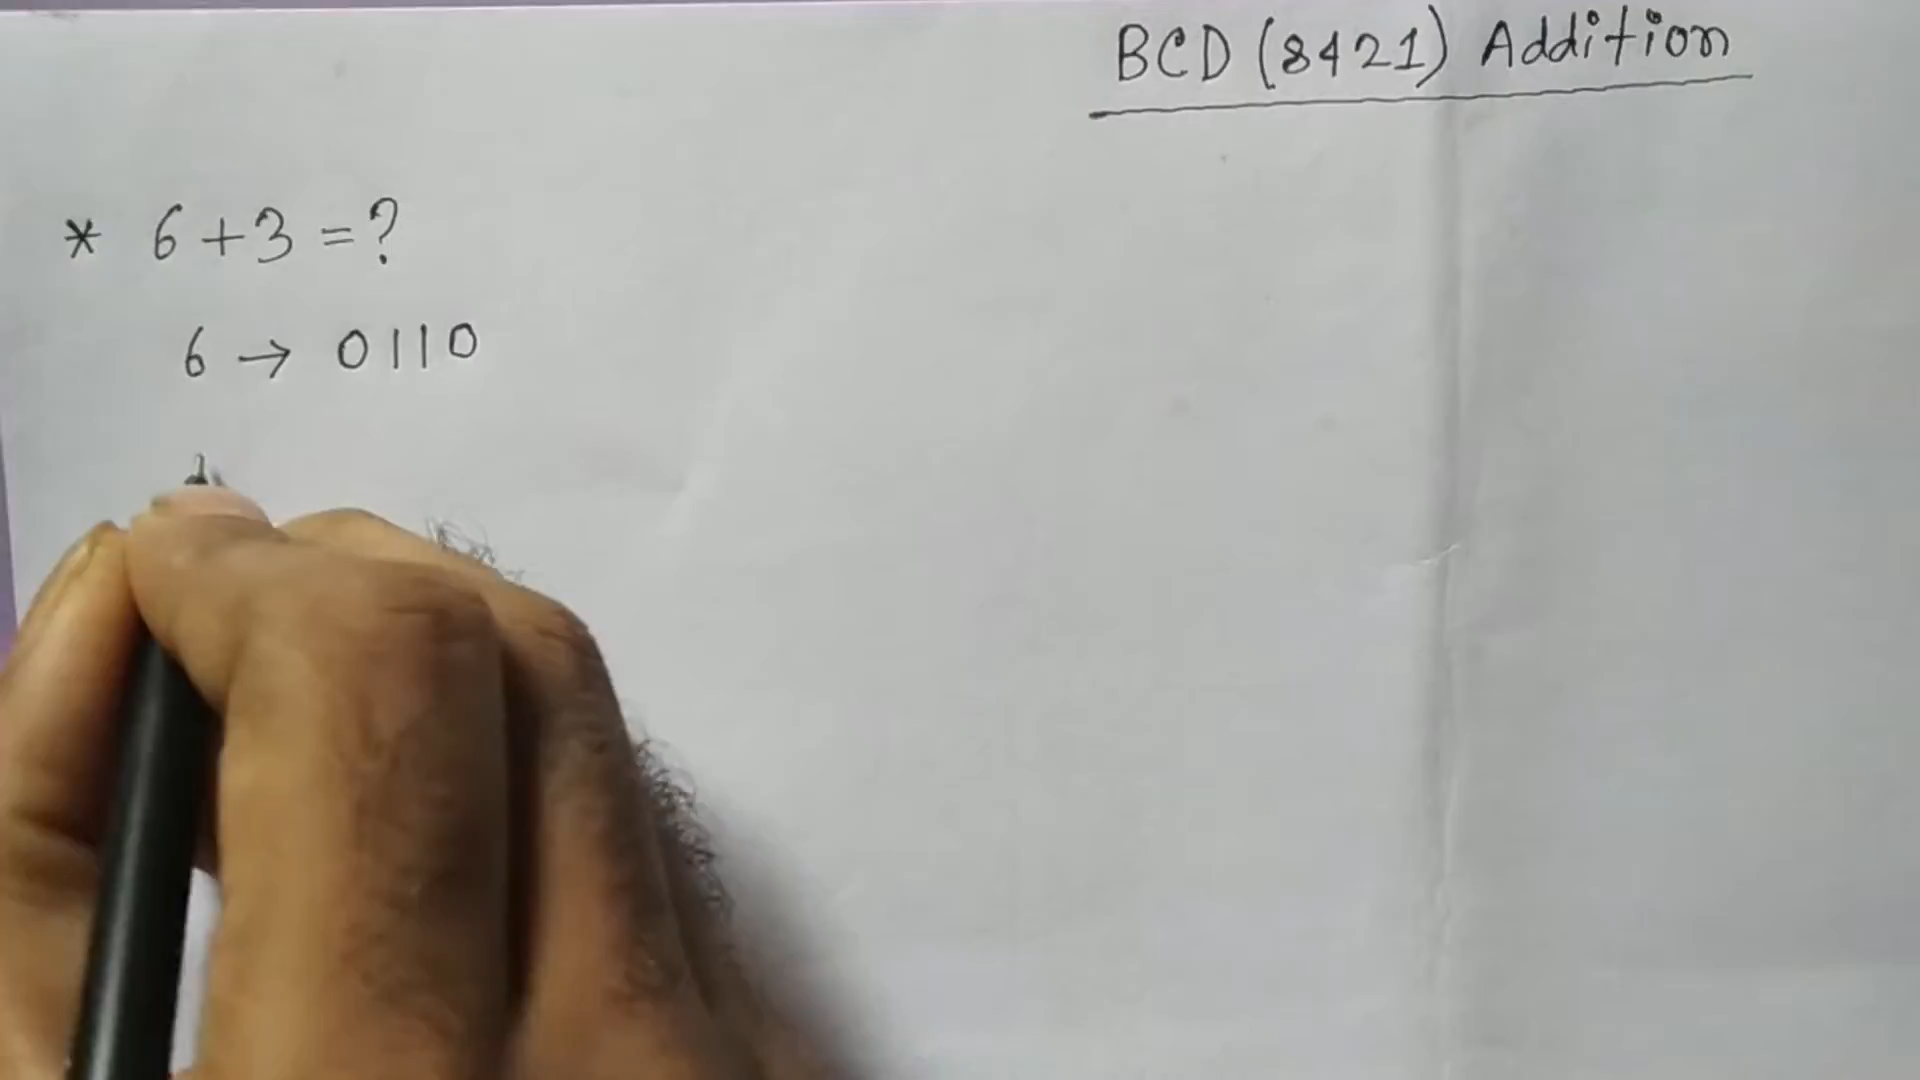 BCD (8421) Addition
* 6 + 3 = ?
6 → 0110